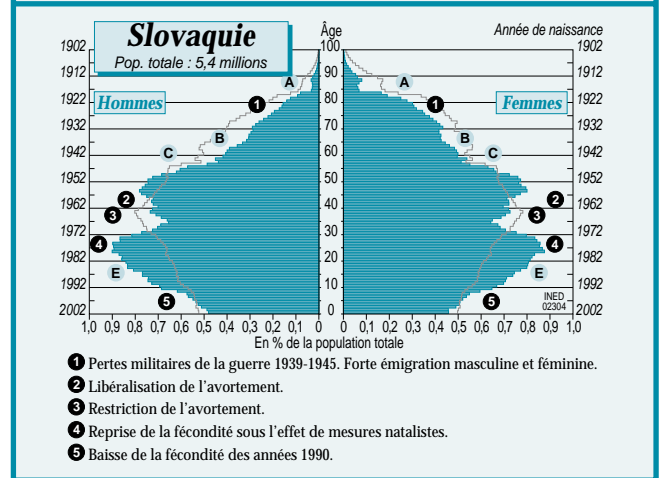 Slovaquie
Pop. totale : 5,4 millions
Âge
Année de naissance
Hommes
Femmes
1902 100 1902
1912 90 1912
1922 80 1922
1932 70 1932
1942 60 1942
1952 50 1952
1962 40 1962
1972 30 1972
1982 20 1982
1992 10 1992
2002 0 2002
A A
1 1
B B
C C
2 2
3 3
4 4
E E
5 5
INED
02304
1,0 0,9 0,8 0,7 0,6 0,5 0,4 0,3 0,2 0,1 0 0 0,1 0,2 0,3 0,4 0,5 0,6 0,7 0,8 0,9 1,0
En % de la population totale
1 Pertes militaires de la guerre 1939-1945. Forte émigration masculine et féminine.
2 Libéralisation de l'avortement.
3 Restriction de l'avortement.
4 Reprise de la fécondité sous l'effet de mesures natalistes.
5 Baisse de la fécondité des années 1990.